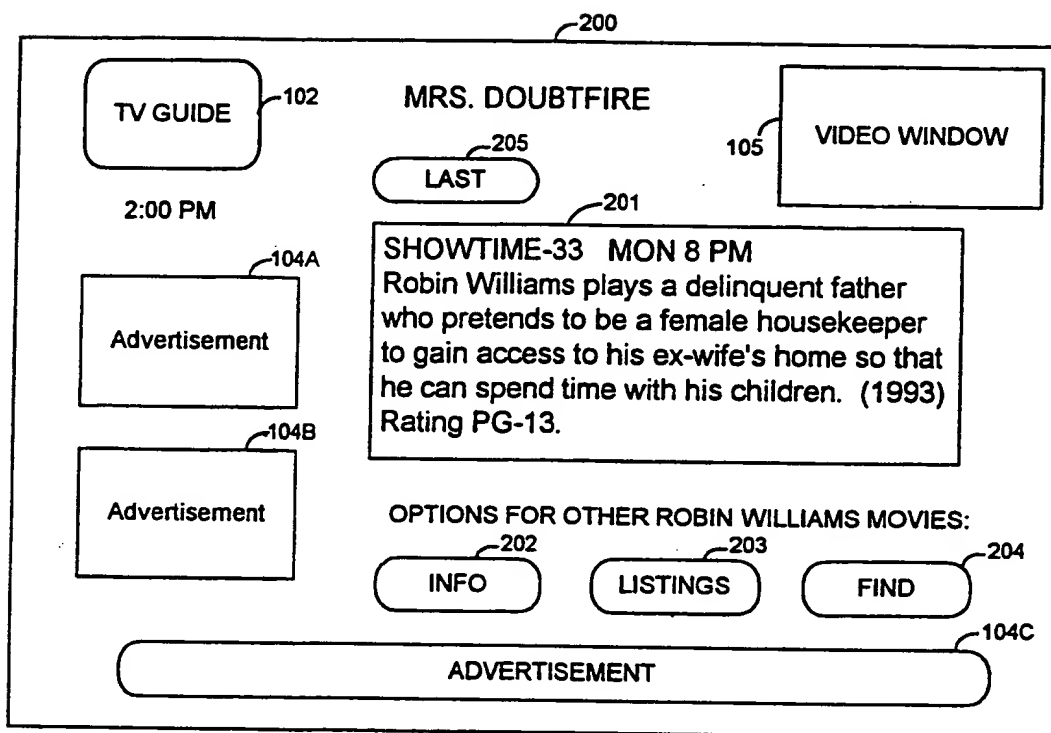 200
TV GUIDE
102
MRS. DOUBTFIRE
105
VIDEO WINDOW
205
LAST
2:00 PM
201
SHOWTIME-33 MON 8 PM
Robin Williams plays a delinquent father
who pretends to be a female housekeeper
to gain access to his ex-wife's home so that
he can spend time with his children. (1993)
Rating PG-13.
104A
Advertisement
104B
Advertisement
OPTIONS FOR OTHER ROBIN WILLIAMS MOVIES:
202
INFO
203
LISTINGS
204
FIND
104C
ADVERTISEMENT